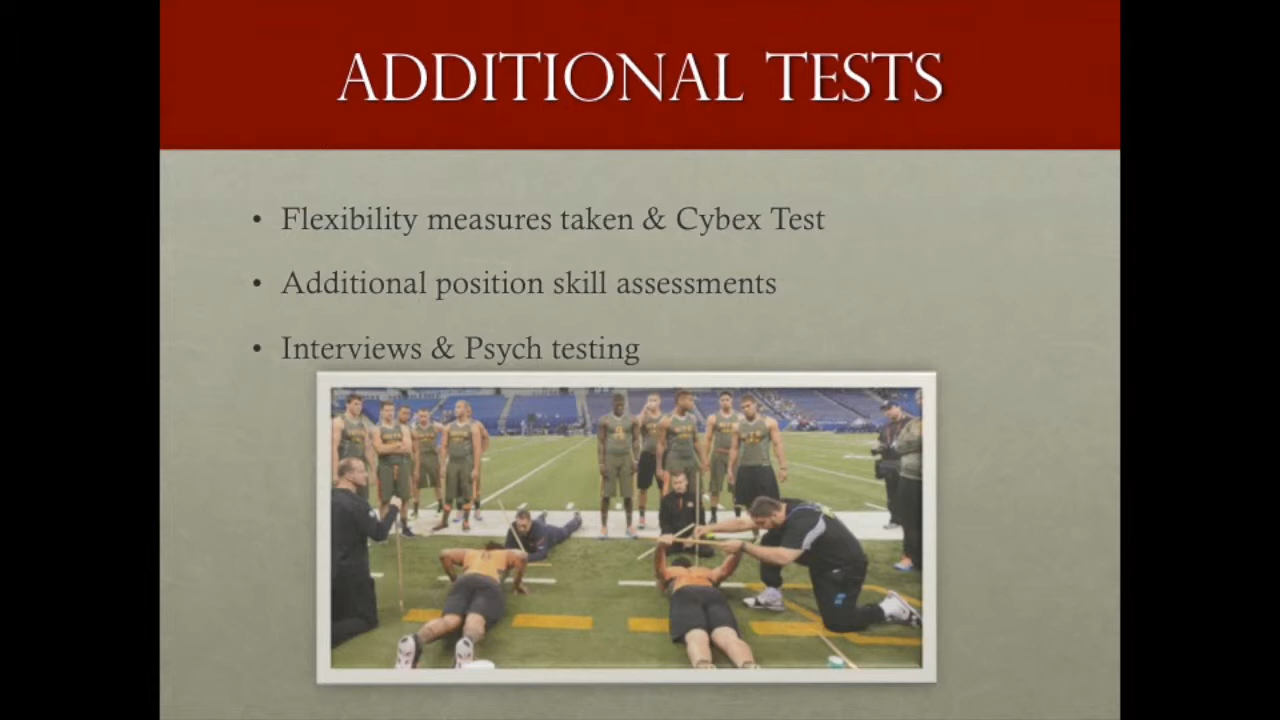 ADDITIONAL TESTS
• Flexibility measures taken & Cybex Test
• Additional position skill assessments
• Interviews & Psych testing